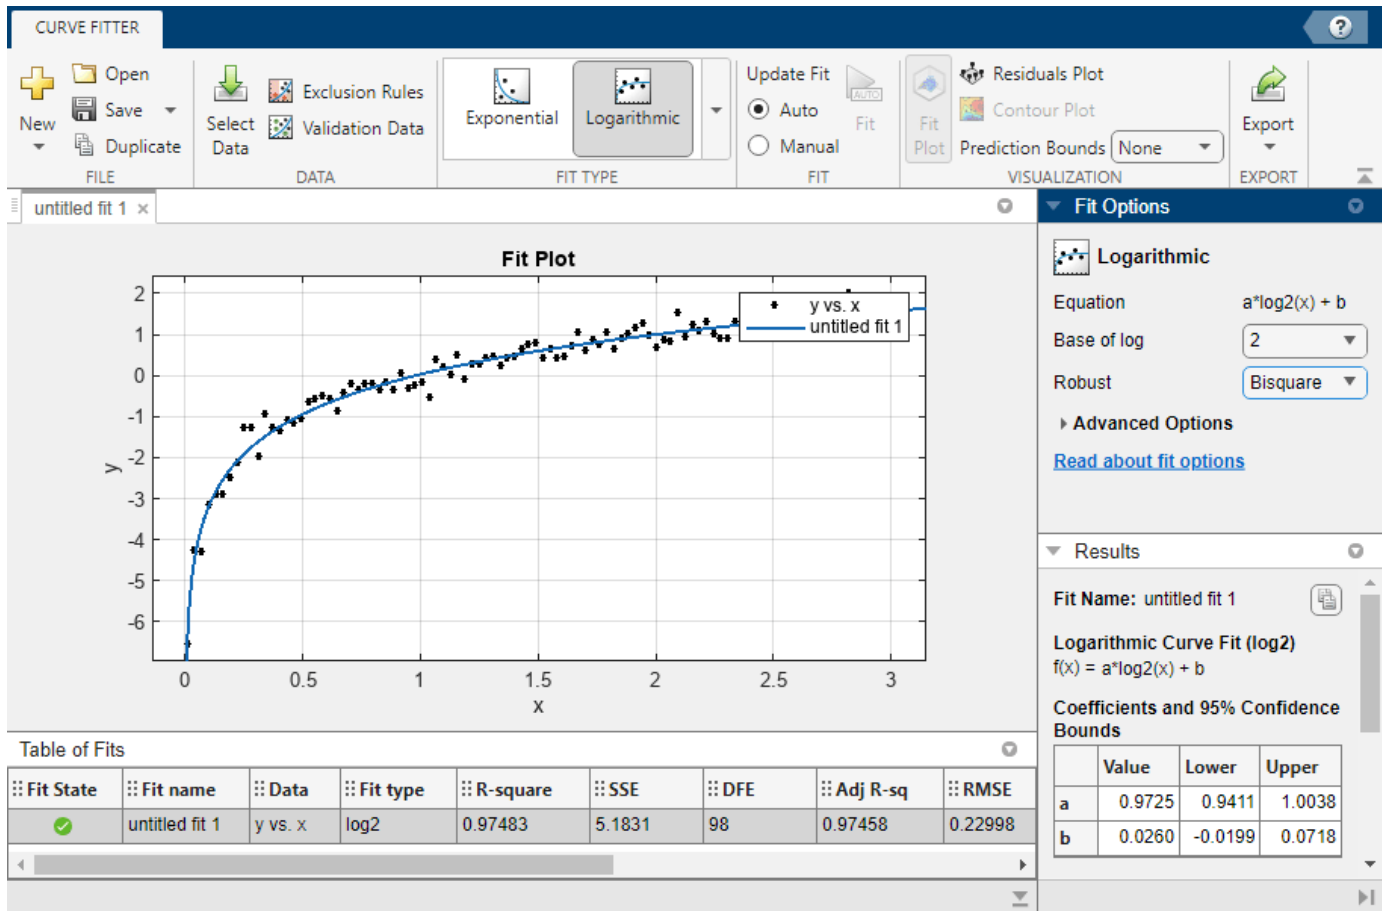 CURVE FITTER
?
New
Open
Save
Duplicate
FILE
Select
Data
Exclusion Rules
Validation Data
DATA
Exponential
Logarithmic
FIT TYPE
Update Fit
Auto
Manual
AUTO
Fit
FIT
Fit
Plot
Residuals Plot
Contour Plot
Prediction Bounds None
VISUALIZATION
Export
EXPORT
untitled fit 1
Fit Plot
y vs. x
untitled fit 1
2
1
0
-1
-2
-3
-4
-5
-6
y
0 0.5 1 1.5 2 2.5 3
x
Table of Fits
Fit State Fit name Data Fit type R-square SSE DFE Adj R-sq RMSE
untitled fit 1 y vs. x log2 0.97483 5.1831 98 0.97458 0.22998
Fit Options
Logarithmic
Equation a*log2(x) + b
Base of log 2
Robust Bisquare
Advanced Options
Read about fit options
Results
Fit Name: untitled fit 1
Logarithmic Curve Fit (log2)
f(x) = a*log2(x) + b
Coefficients and 95% Confidence
Bounds
Value Lower Upper
a 0.9725 0.9411 1.0038
b 0.0260 -0.0199 0.0718